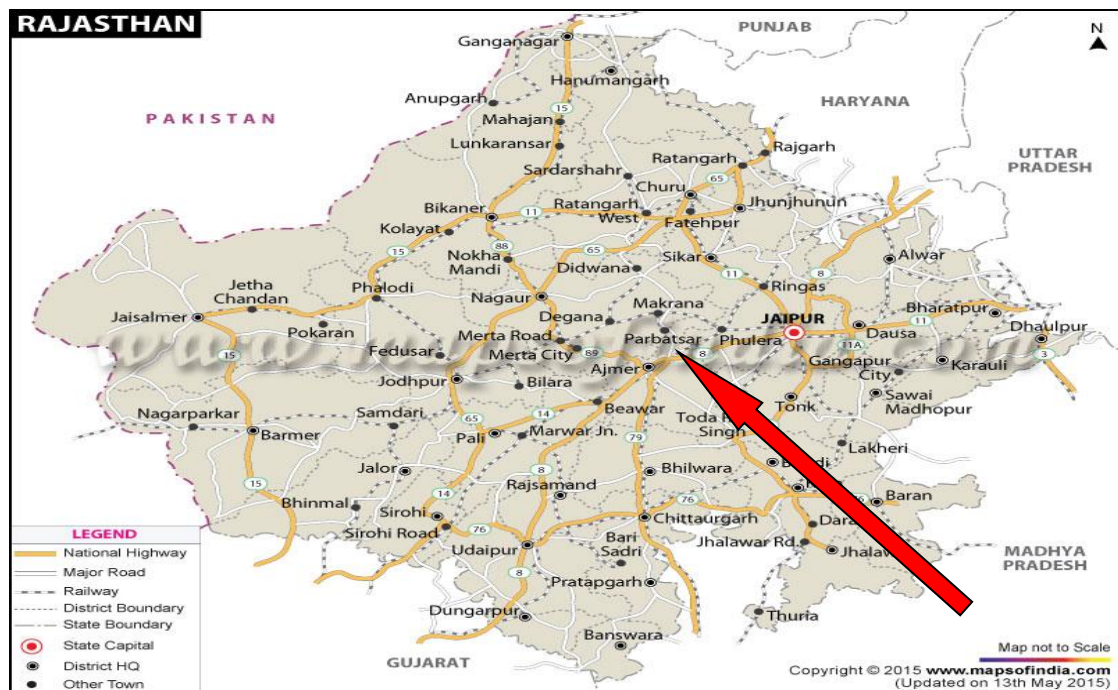 RAJASTHAN
N
PUNJAB
PAKISTAN
HARYANA
UTTAR
PRADESH
Ganganagar
Hanumangarh
Anupgarh
15
Mahajan
Lunkaransar
Rajgarh
Ratangarh
65
Sardarshahr
Churu
Jhunjhunun
Bikaner
11
Ratangarh
West
Fatehpur
Kolayat
88
65
Nokha
Mandi
15
Didwana
Sikar
11
8
Alwar
Jetha
Chandan
Phalodi
Nagaur
Ringas
Makrana
Degana
JAIPUR
Bharatpur
Jaisalmer
Pokaran
Merta Road
Parbatsar
Phulera
Dausa
11
Dhaulpur
11A
15
Fedusar
Merta City
89
8
Gangapur
City
Karauli
3
Ajmer
Jodhpur
Bilara
Sawai
Madhopur
Nagarparkar
Samdari
65
14
Beawar
Toda
Singh
Tonk
Barmer
Pali
Marwar Jn.
79
Lakheri
Jalor
8
Bhilwara
15
Bhinmal
14
Rajsamand
76
Baran
Sirohi
Chittaurgarh
Sirohi Road
76
Udaipur
Bari
Sadri
Jhalawar Rd.
8
Pratapgarh
MADHYA
PRADESH
Dungarpur
Thuria
Banswara
GUJARAT
LEGEND
National Highway
Major Road
Railway
District Boundary
State Boundary
State Capital
District HQ
Other Town
Map not to Scale
Copyright © 2015 www.mapsofindia.com
(Updated on 13th May 2015)